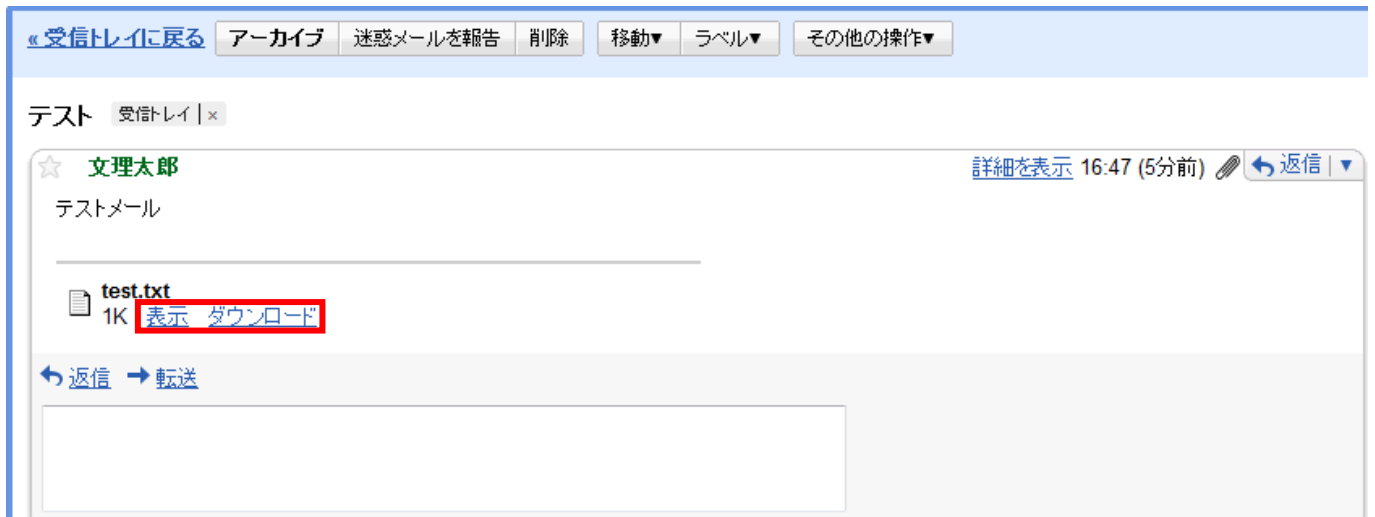 «受信トレイに戻る アーカイブ 迷惑メールを報告 削除 移動▼ ラベル▼ その他の操作▼
テスト 受信トレイ | ×
文理太郎 詳細を表示 16:47 (5分前) 返信 | ▼
テストメール
test.txt
1K 表示 ダウンロード
返信 転送